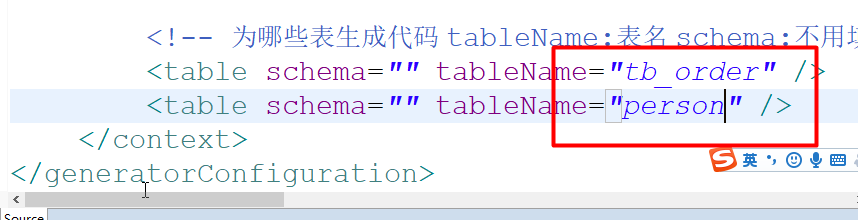 <!-- 为哪些表生成代码 tableName:表名 schema:不用
<table schema="" tableName="tb_order" />
<table schema="" tableName="person" />
</context>
</generatorConfiguration>
英
Source